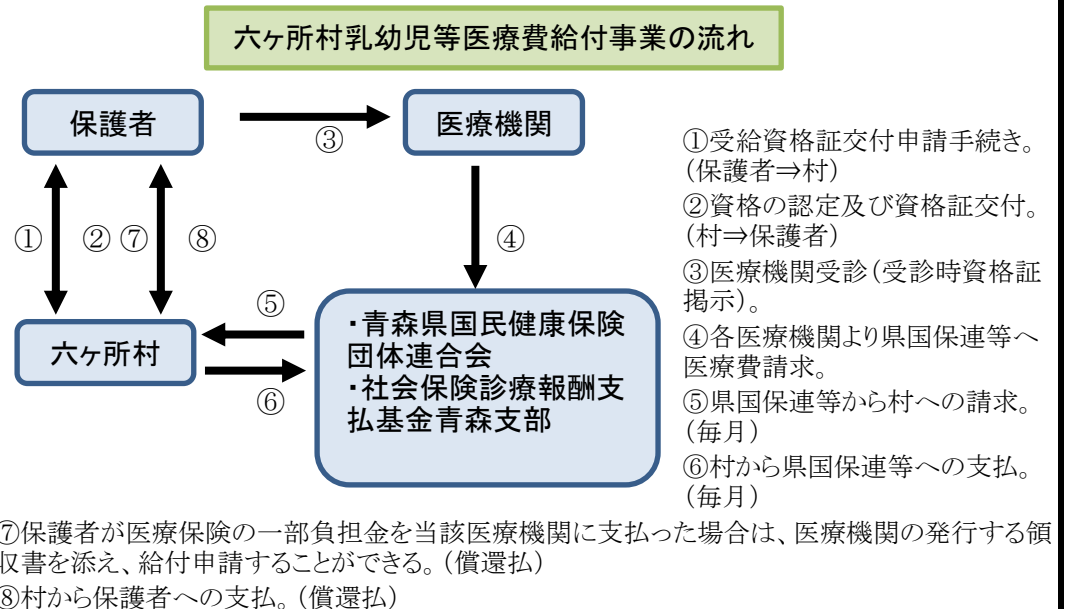 六ヶ所村乳幼児等医療費給付事業の流れ
保護者
医療機関
③
①
②
⑦
⑧
④
六ヶ所村
⑤
⑥
・青森県国民健康保険
団体連合会
・社会保険診療報酬支
払基金青森支部
①受給資格証交付申請手続き。
(保護者⇒村)
②資格の認定及び資格証交付。
(村⇒保護者)
③医療機関受診(受診時資格証
掲示)。
④各医療機関より県国保連等へ
医療費請求。
⑤県国保連等から村への請求。
(毎月)
⑥村から県国保連等への支払。
(毎月)
⑦保護者が医療保険の一部負担金を当該医療機関に支払った場合は、医療機関の発行する領
収書を添え、給付申請することができる。(償還払)
⑧村から保護者への支払。(償還払)